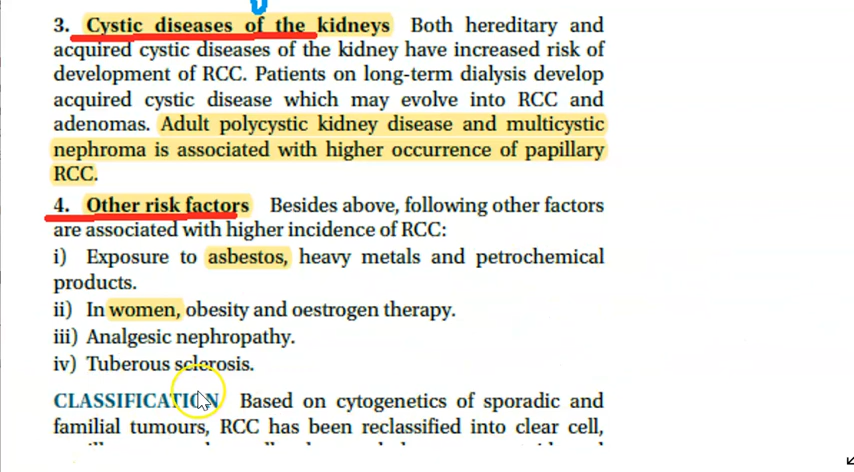 3. Cystic diseases of the kidneys Both hereditary and
acquired cystic diseases of the kidney have increased risk of
development of RCC. Patients on long-term dialysis develop
acquired cystic disease which may evolve into RCC and
adenomas. Adult polycystic kidney disease and multicystic
nephroma is associated with higher occurrence of papillary
RCC.
4. Other risk factors Besides above, following other factors
are associated with higher incidence of RCC:
i) Exposure to asbestos, heavy metals and petrochemical
products.
ii) In women, obesity and oestrogen therapy.
iii) Analgesic nephropathy.
iv) Tuberous sclerosis.
CLASSIFICATION Based on cytogenetics of sporadic and
familial tumours, RCC has been reclassified into clear cell,